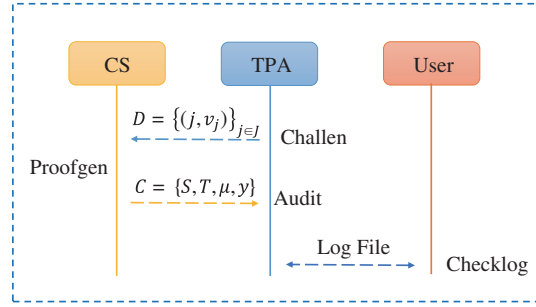 CS
TPA
User
D = {(j, v_j)}_{j∈J}
Challen
Proofgen
C = {S, T, μ, y}
Audit
Log File
Checklog